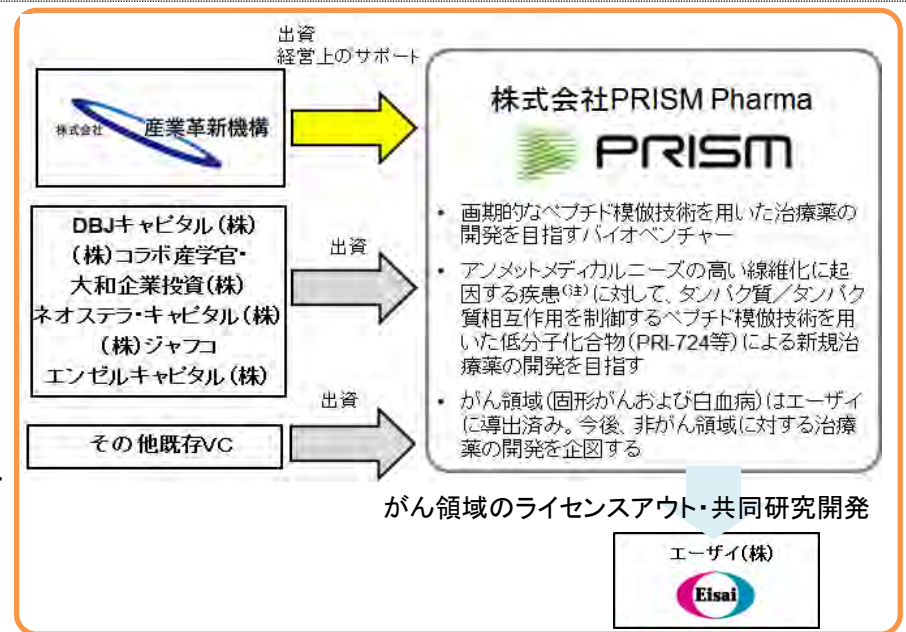 出資
経営上のサポート
株式会社 産業革新機構
DBJキャピタル(株)
(株)コラボ産学官・
大和企業投資(株)
ネオステラ・キャピタル(株)
(株)ジャフコ
エンゼルキャピタル(株)
出資
その他既存VC
出資
株式会社PRISM Pharma
PRISM
• 画期的なペプチド模倣技術を用いた治療薬の
開発を目指すバイオベンチャー
• アンメットメディカルニーズの高い線維化に起
因する疾患(注)に対して、タンパク質／タンパク
質相互作用を制御するペプチド模倣技術を用
いた低分子化合物(PRI-724等)による新規治
療薬の開発を目指す
• がん領域(固形がんおよび白血病)はエーザイ
に導出済み。今後、非がん領域に対する治療
薬の開発を企図する
がん領域のライセンスアウト・共同研究開発
エーザイ(株)
Eisai